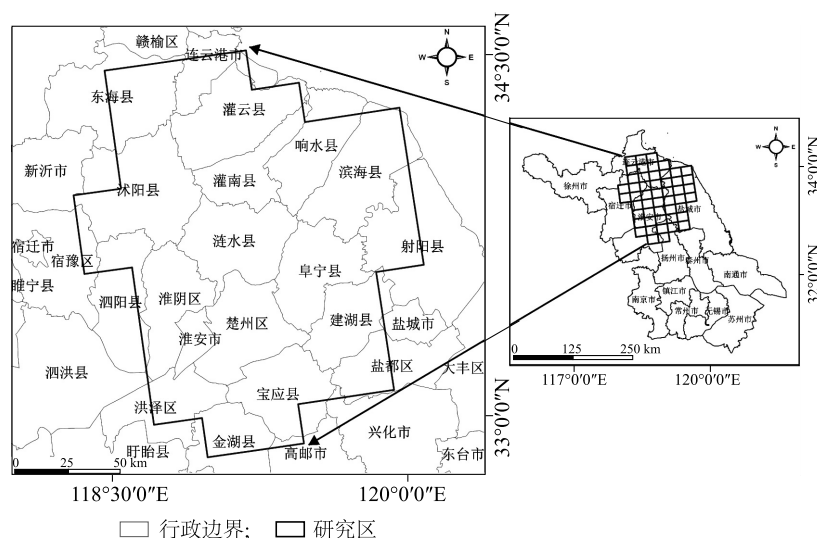 赣榆区
连云港市
东海县
灌云县
响水县
新沂市
沭阳县
灌南县
滨海县
宿迁市
宿豫区
涟水县
射阳县
阜宁县
睢宁县
泗阳县
淮阴区
楚州区
建湖县
盐城市
淮安市
泗洪县
盐都区
大丰区
宝应县
洪泽区
金湖县
兴化市
盱眙县
高邮市
东台市
N
W
E
S
0 25 50 km
118°30′0″E
120°0′0″E
34°30′0″N
33°0′0″N
N
W
E
S
连云港市
徐州市
宿迁市
淮安市
盐城市
扬州市
泰州市
南通市
南京市
镇江市
常州市
无锡市
苏州市
0 125 250 km
117°0′0″E
120°0′0″E
34°0′0″N
32°0′0″N
行政边界；
研究区